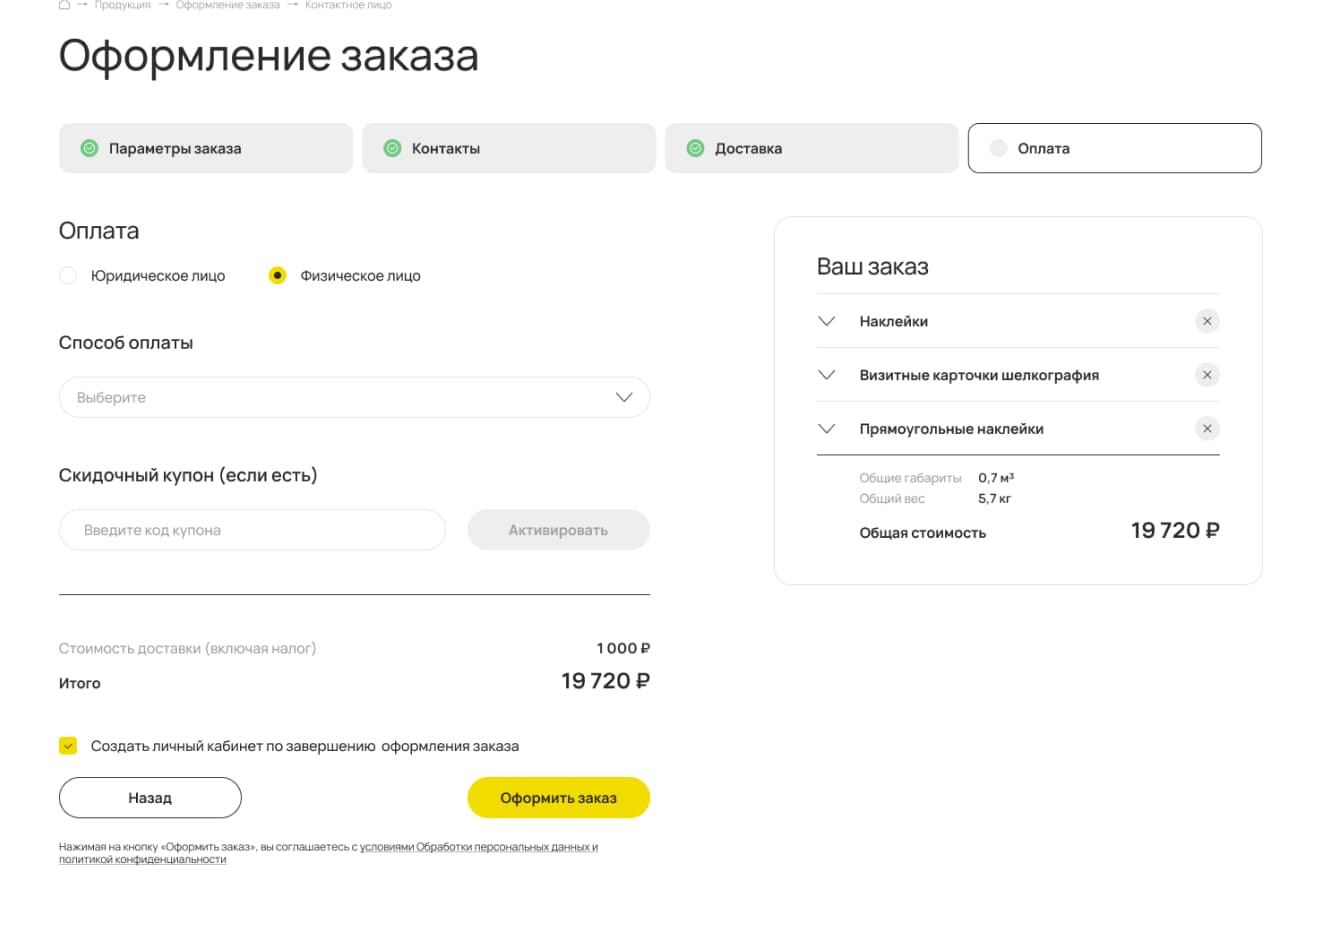 Продукция → Оформление заказа → Контактное лицо
Оформление заказа
Параметры заказа
Контакты
Доставка
Оплата
Оплата
Юридическое лицо
Физическое лицо
Способ оплаты
Выберите
Скидочный купон (если есть)
Введите код купона
Активировать
Стоимость доставки (включая налог) 1 000 ₽
Итого 19 720 ₽
Создать личный кабинет по завершению оформления заказа
Назад
Оформить заказ
Нажимая на кнопку «Оформить заказ», вы соглашаетесь с условиями Обработки персональных данных и
политикой конфиденциальности
Ваш заказ
Наклейки
Визитные карточки шелкография
Прямоугольные наклейки
Общие габариты 0,7 м³
Общий вес 5,7 кг
Общая стоимость 19 720 ₽